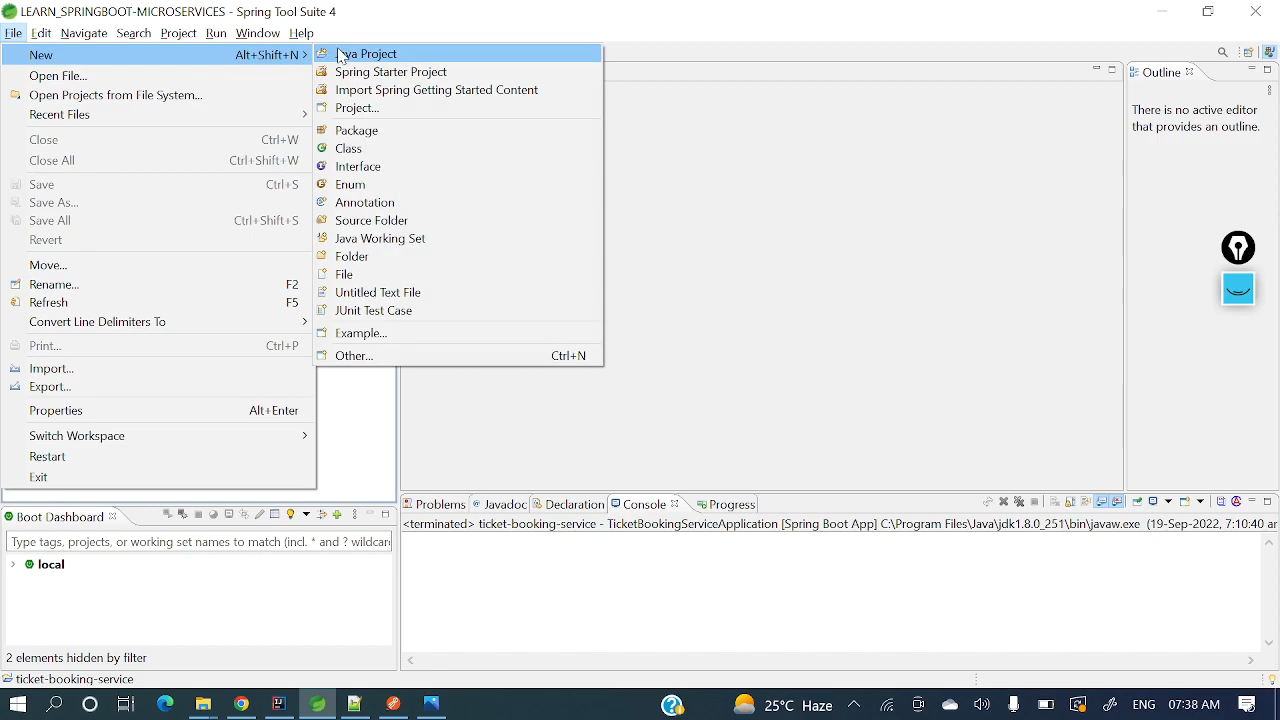 LEARN_SPRINGBOOT-MICROSERVICES - Spring Tool Suite 4
File Edit Navigate Search Project Run Window Help
New Alt+Shift+N
Open File...
Open Projects from File System...
Recent Files
Close Ctrl+W
Close All Ctrl+Shift+W
Save Ctrl+S
Save As...
Save All Ctrl+Shift+S
Revert
Move...
Rename... F2
Refresh F5
Convert Line Delimiters To
Print... Ctrl+P
Import...
Export...
Properties Alt+Enter
Switch Workspace
Restart
Exit
Project
Spring Starter Project
Import Spring Getting Started Content
Project...
Package
Class
Interface
Enum
Annotation
Source Folder
Java Working Set
Folder
File
Untitled Text File
JUnit Test Case
Example...
Other... Ctrl+N
Outline
There is no active editor
that provides an outline.
Problems Javadoc Declaration Console Progress
<terminated> ticket-booking-service - TicketBookingServiceApplication [Spring Boot App] C:\Program Files\Java\jdk1.8.0_251\bin\javaw.exe (19-Sep-2022, 7:10:40 ar
Boot Dashboard
Type tags, projects, or working set names to match (incl. * and ? wildcard
local
2 elements hidden by filter
ticket-booking-service
25°C Haze ENG 07:38 AM